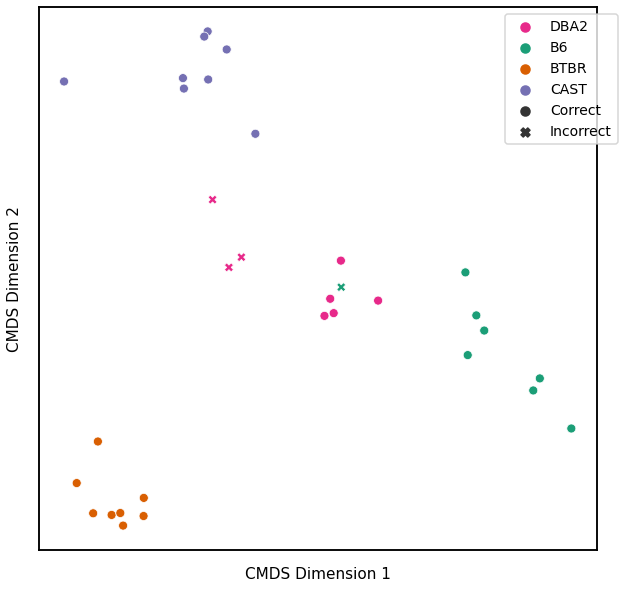 DBA2
B6
BTBR
CAST
Correct
Incorrect
CMDS Dimension 2
CMDS Dimension 1